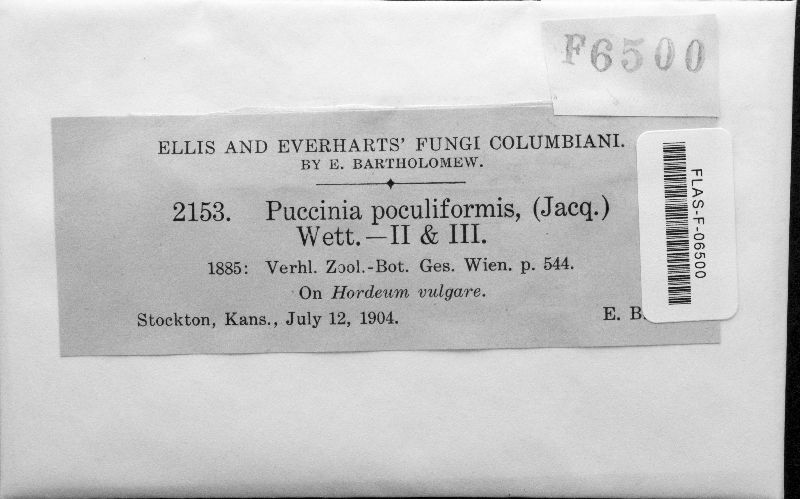 F6500
ELLIS AND EVERHARTS' FUNGI COLUMBIANI.
BY E. BARTHOLOMEW.
2153. Puccinia poculiformis, (Jacq.)
Wett.—II & III.
1885: Verhl. Zool.-Bot. Ges. Wien. p. 544.
On Hordeum vulgare.
Stockton, Kans., July 12, 1904. E. B.
FLAS-F-06500